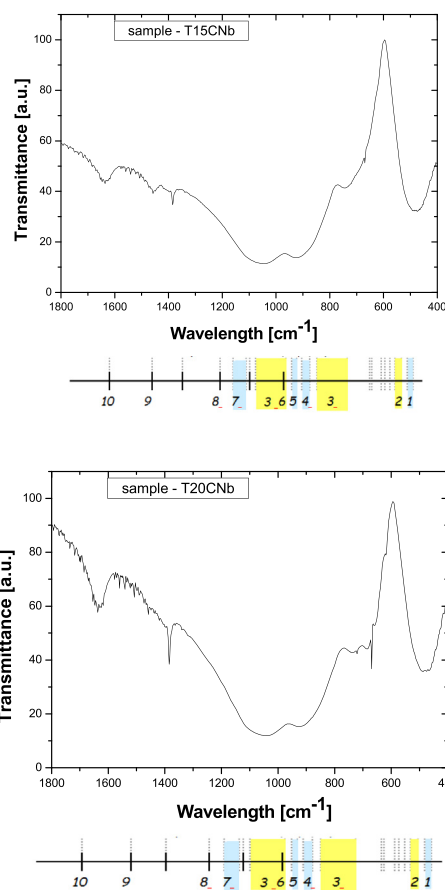 sample - T15CNb
Transmittance [a.u.]
100
80
60
40
20
0
1800 1600 1400 1200 1000 800 600 400
Wavelength [cm-1]
10 9 8 7 3 6 5 4 3 2 1
sample - T20CNb
Transmittance [a.u.]
100
80
60
40
20
0
1800 1600 1400 1200 1000 800 600 4
Wavelength [cm-1]
10 9 8 7 3 6 5 4 3 2 1